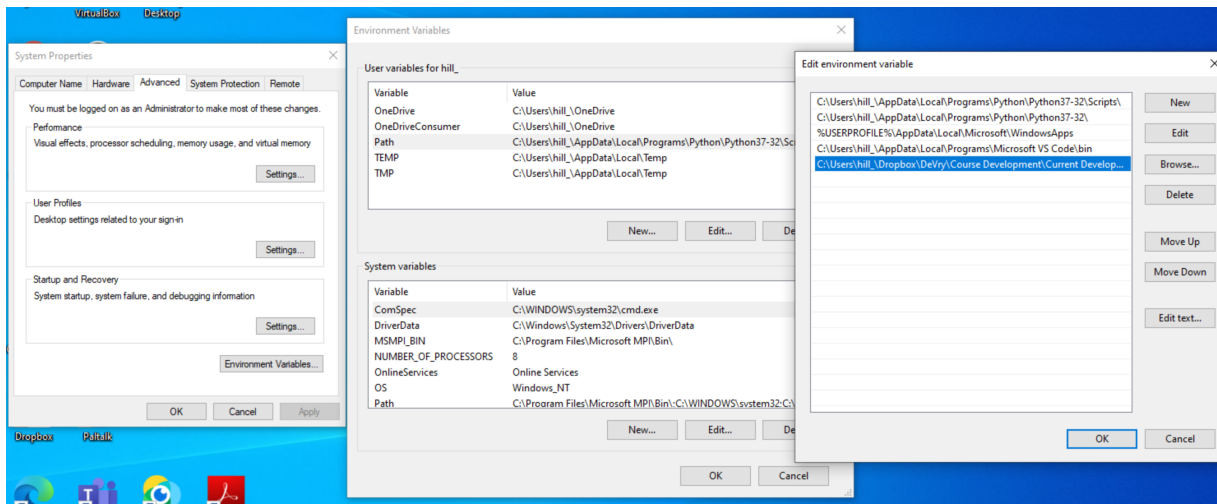 VirtualBox Desktop
System Properties
Computer Name Hardware Advanced System Protection Remote
You must be logged on as an Administrator to make most of these changes.
Performance
Visual effects, processor scheduling, memory usage, and virtual memory
Settings...
User Profiles
Desktop settings related to your sign-in
Settings...
Startup and Recovery
System startup, system failure, and debugging information
Settings...
Environment Variables...
OK Cancel Apply
Dropbox Paltalk
Environment Variables
User variables for hill_
Variable Value
OneDrive C:\Users\hill_\OneDrive
OneDriveConsumer C:\Users\hill_\OneDrive
Path C:\Users\hill_\AppData\Local\Programs\Python\Python37-32\Sc
TEMP C:\Users\hill_\AppData\Local\Temp
TMP C:\Users\hill_\AppData\Local\Temp
New... Edit... De
System variables
Variable Value
ComSpec C:\WINDOWS\system32\cmd.exe
DriverData C:\Windows\System32\Drivers\DriverData
MSMPI_BIN C:\Program Files\Microsoft MPI\Bin\
NUMBER_OF_PROCESSORS 8
OnlineServices Online Services
OS Windows_NT
Path C:\Program Files\Microsoft MPI\Bin\;C:\WINDOWS\system32;C:\
New... Edit... De
OK Cancel
Edit environment variable
C:\Users\hill_\AppData\Local\Programs\Python\Python37-32\Scripts\
C:\Users\hill_\AppData\Local\Programs\Python\Python37-32\
%USERPROFILE%\AppData\Local\Microsoft\WindowsApps
C:\Users\hill_\AppData\Local\Programs\Microsoft VS Code\bin
C:\Users\hill_\Dropbox\DeVry\Course Development\Current Develop...
New
Edit
Browse...
Delete
Move Up
Move Down
Edit text...
OK Cancel